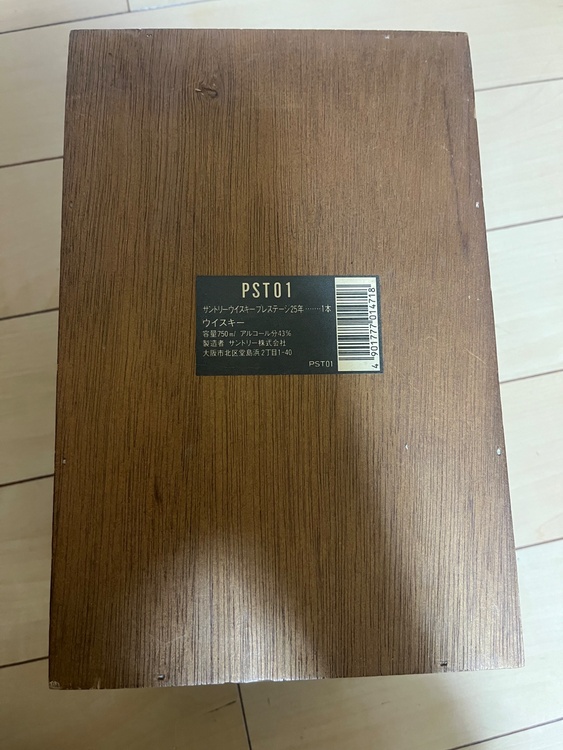 PST01
サントリーウイスキープレステージ25年……1本
ウイスキー
容量750㎖ アルコール分43%
製造者 サントリー株式会社
大阪市北区堂島浜2丁目1-40
PST01
4 901777 014718